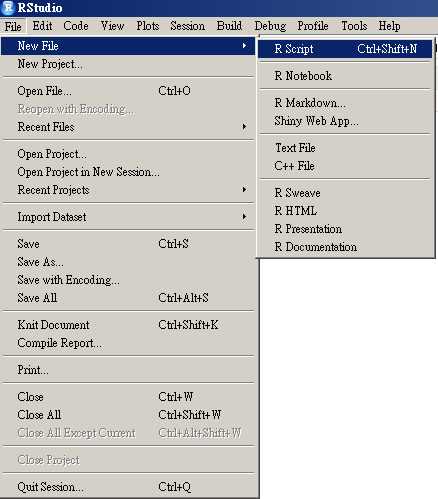 RStudio
File Edit Code View Plots Session Build Debug Profile Tools Help
New File
New Project...
Open File... Ctrl+O
Reopen with Encoding...
Recent Files
Open Project...
Open Project in New Session...
Recent Projects
Import Dataset
Save Ctrl+S
Save As...
Save with Encoding...
Save All Ctrl+Alt+S
Knit Document Ctrl+Shift+K
Compile Report...
Print...
Close Ctrl+W
Close All Ctrl+Shift+W
Close All Except Current Ctrl+Alt+Shift+W
Close Project
Quit Session... Ctrl+Q
R Script Ctrl+Shift+N
R Notebook
R Markdown...
Shiny Web App...
Text File
C++ File
R Sweave
R HTML
R Presentation
R Documentation